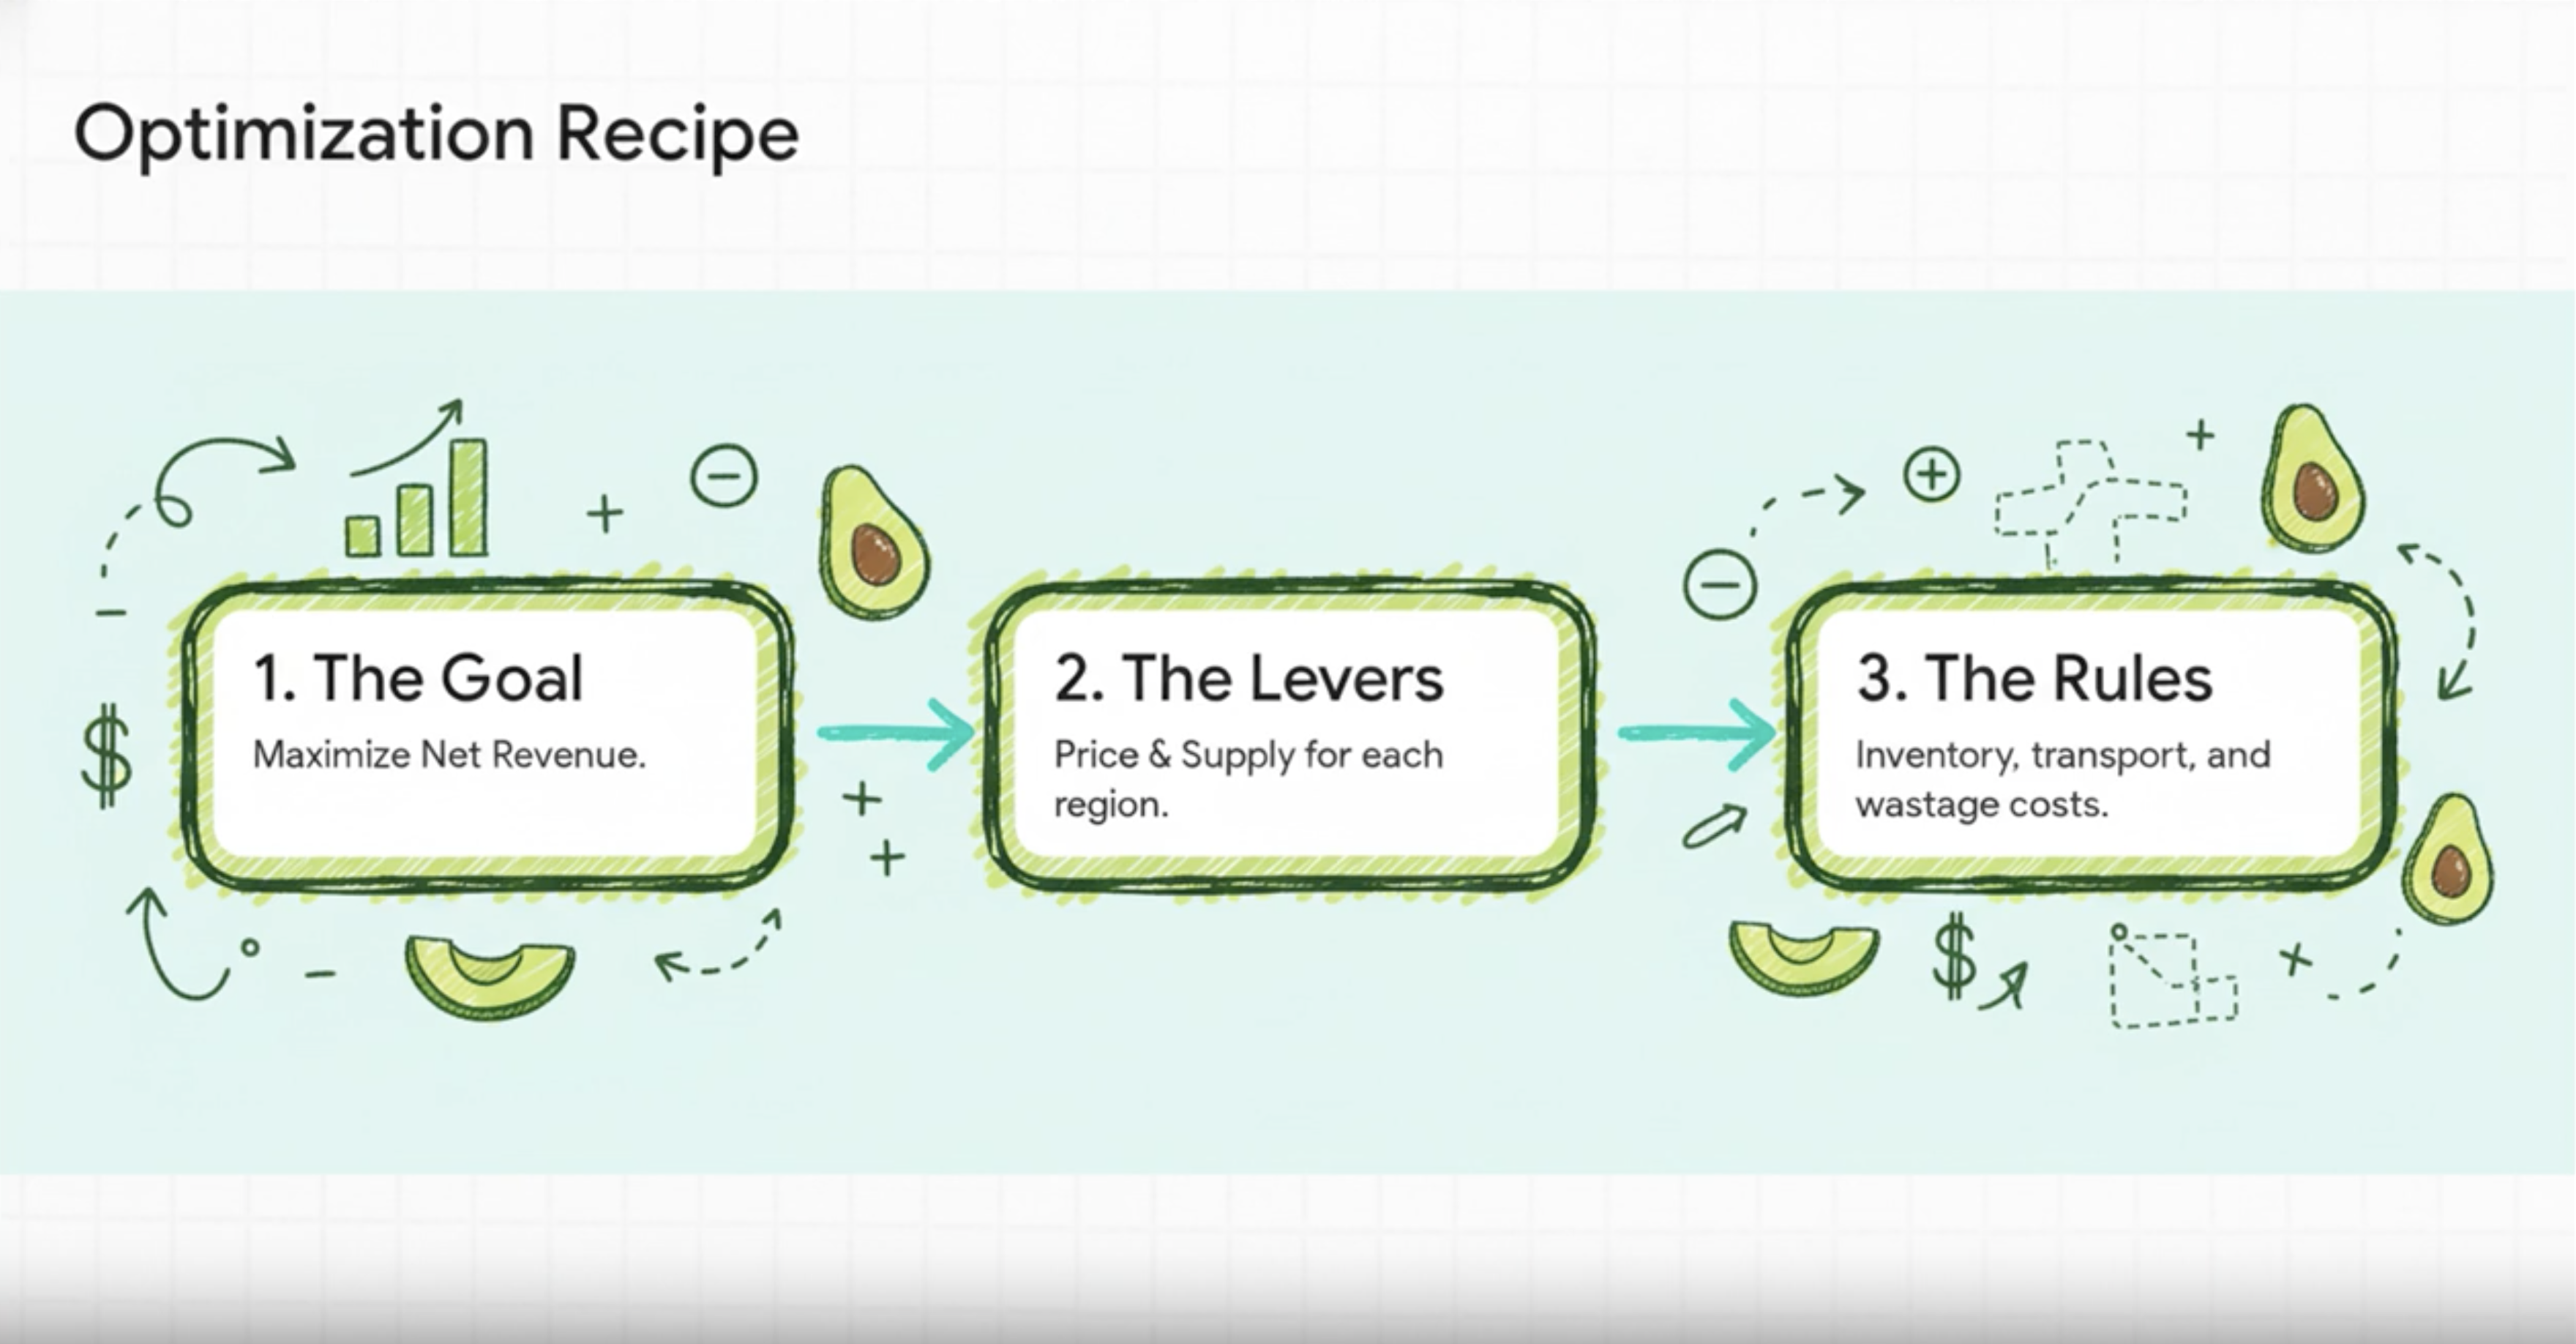 Optimization Recipe
1. The Goal
Maximize Net Revenue.
2. The Levers
Price & Supply for each
region.
3. The Rules
Inventory, transport, and
wastage costs.